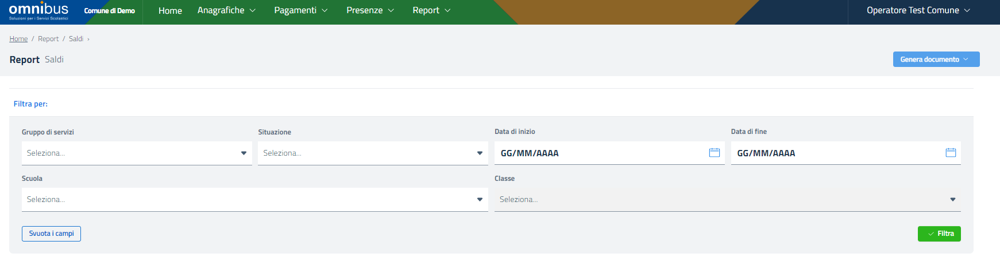 omnibus
Soluzioni per i Servizi Scolastici
Comune di Demo
Home
Anagrafiche
Pagamenti
Presenze
Report
Operatore Test Comune
Home / Report / Saldi ›
Report Saldi
Genera documento
Filtra per:
Gruppo di servizi
Situazione
Data di inizio
Data di fine
Seleziona...
Seleziona...
GG/MM/AAAA
GG/MM/AAAA
Scuola
Classe
Seleziona...
Seleziona...
Svuota i campi
Filtra